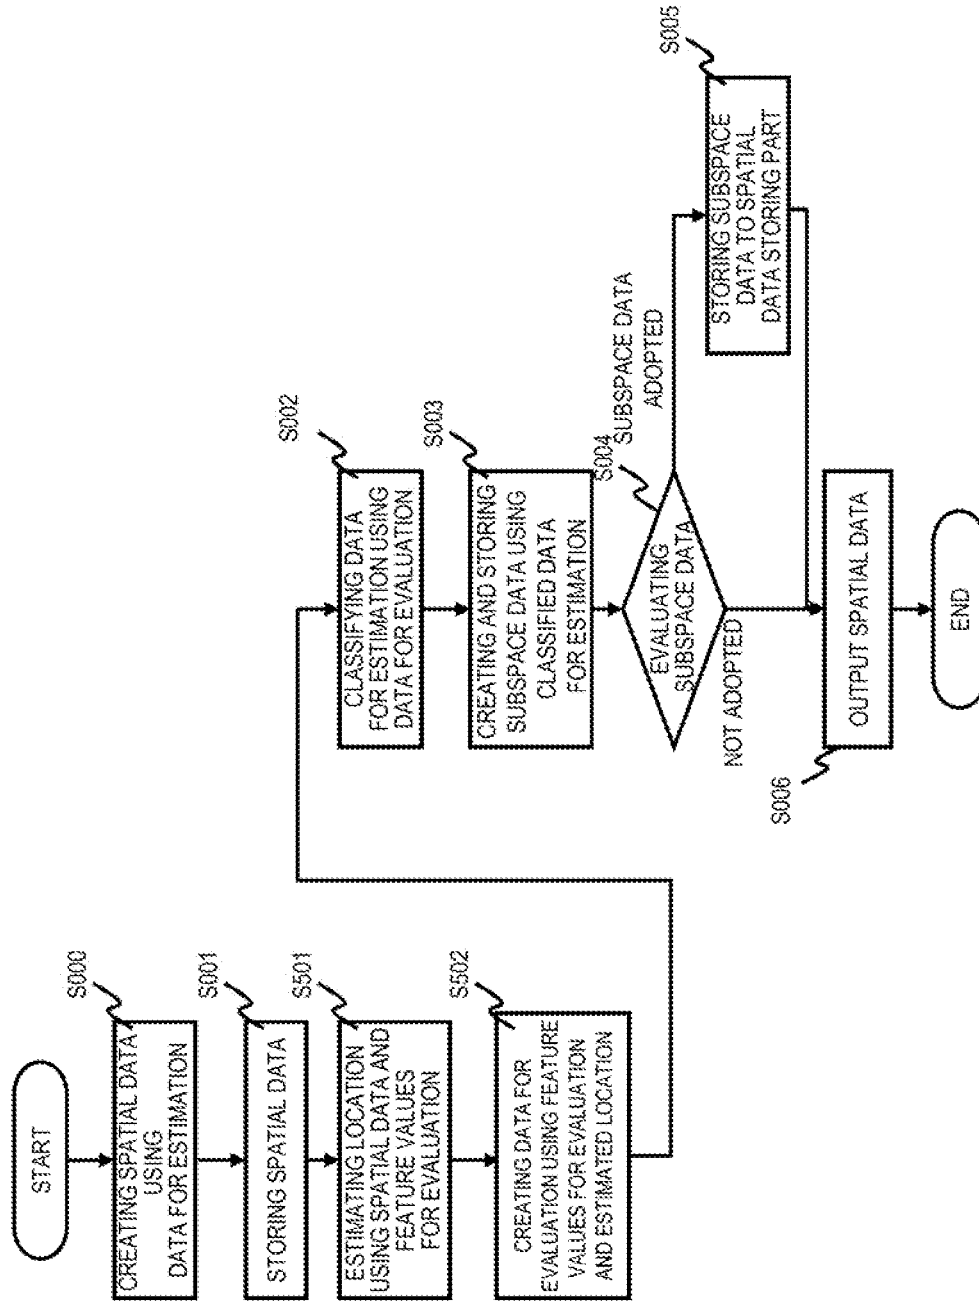 START
S000
CREATING SPATIAL DATA
USING
DATA FOR ESTIMATION
S001
STORING SPATIAL DATA
S501
ESTIMATING LOCATION
USING SPATIAL DATA AND
FEATURE VALUES
FOR EVALUATION
S502
CREATING DATA FOR
EVALUATION USING FEATURE
VALUES FOR EVALUATION
AND ESTIMATED LOCATION
S002
CLASSIFYING DATA
FOR ESTIMATION USING
DATA FOR EVALUATION
S003
CREATING AND STORING
SUBSPACE DATA USING
CLASSIFIED DATA
FOR ESTIMATION
S004
EVALUATING
SUBSPACE DATA
SUBSPACE DATA
ADOPTED
NOT ADOPTED
S005
STORING SUBSPACE
DATA TO SPATIAL
DATA STORING PART
S006
OUTPUT SPATIAL DATA
END